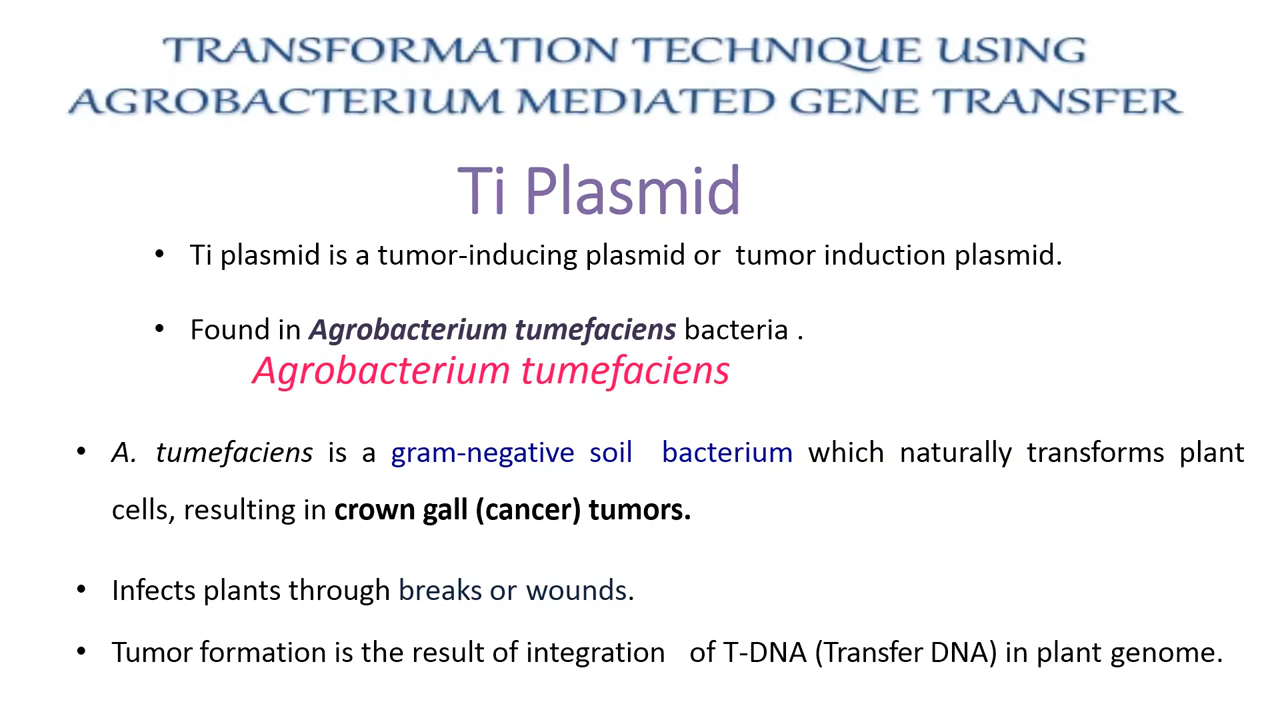 TRANSFORMATION TECHNIQUE USING
AGROBACTERIUM MEDIATED GENE TRANSFER
Ti Plasmid
• Ti plasmid is a tumor-inducing plasmid or tumor induction plasmid.
• Found in Agrobacterium tumefaciens bacteria .
Agrobacterium tumefaciens
• A. tumefaciens is a gram-negative soil bacterium which naturally transforms plant
cells, resulting in crown gall (cancer) tumors.
• Infects plants through breaks or wounds.
• Tumor formation is the result of integration of T-DNA (Transfer DNA) in plant genome.